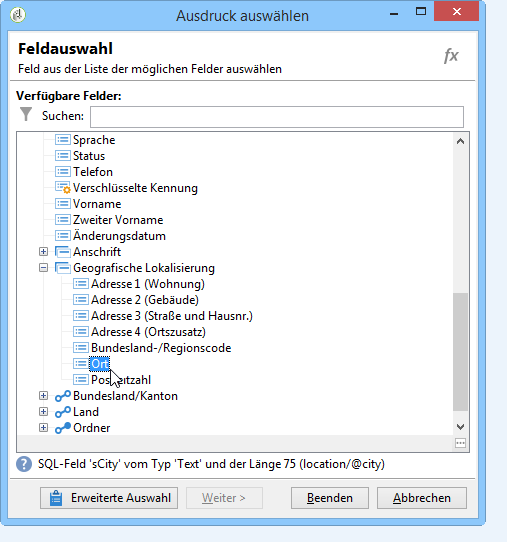 Ausdruck auswählen
Feldauswahl
Feld aus der Liste der möglichen Felder auswählen
fx
Verfügbare Felder:
Suchen:
Sprache
Status
Telefon
Verschlüsselte Kennung
Vorname
Zweiter Vorname
Änderungsdatum
Anschrift
Geografische Lokalisierung
Adresse 1 (Wohnung)
Adresse 2 (Gebäude)
Adresse 3 (Straße und Hausnr.)
Adresse 4 (Ortszusatz)
Bundesland-/Regionscode
Ort
Postleitzahl
Bundesland/Kanton
Land
Ordner
SQL-Feld 'sCity' vom Typ 'Text' und der Länge 75 (location/@city)
Erweiterte Auswahl
Weiter >
Beenden
Abbrechen